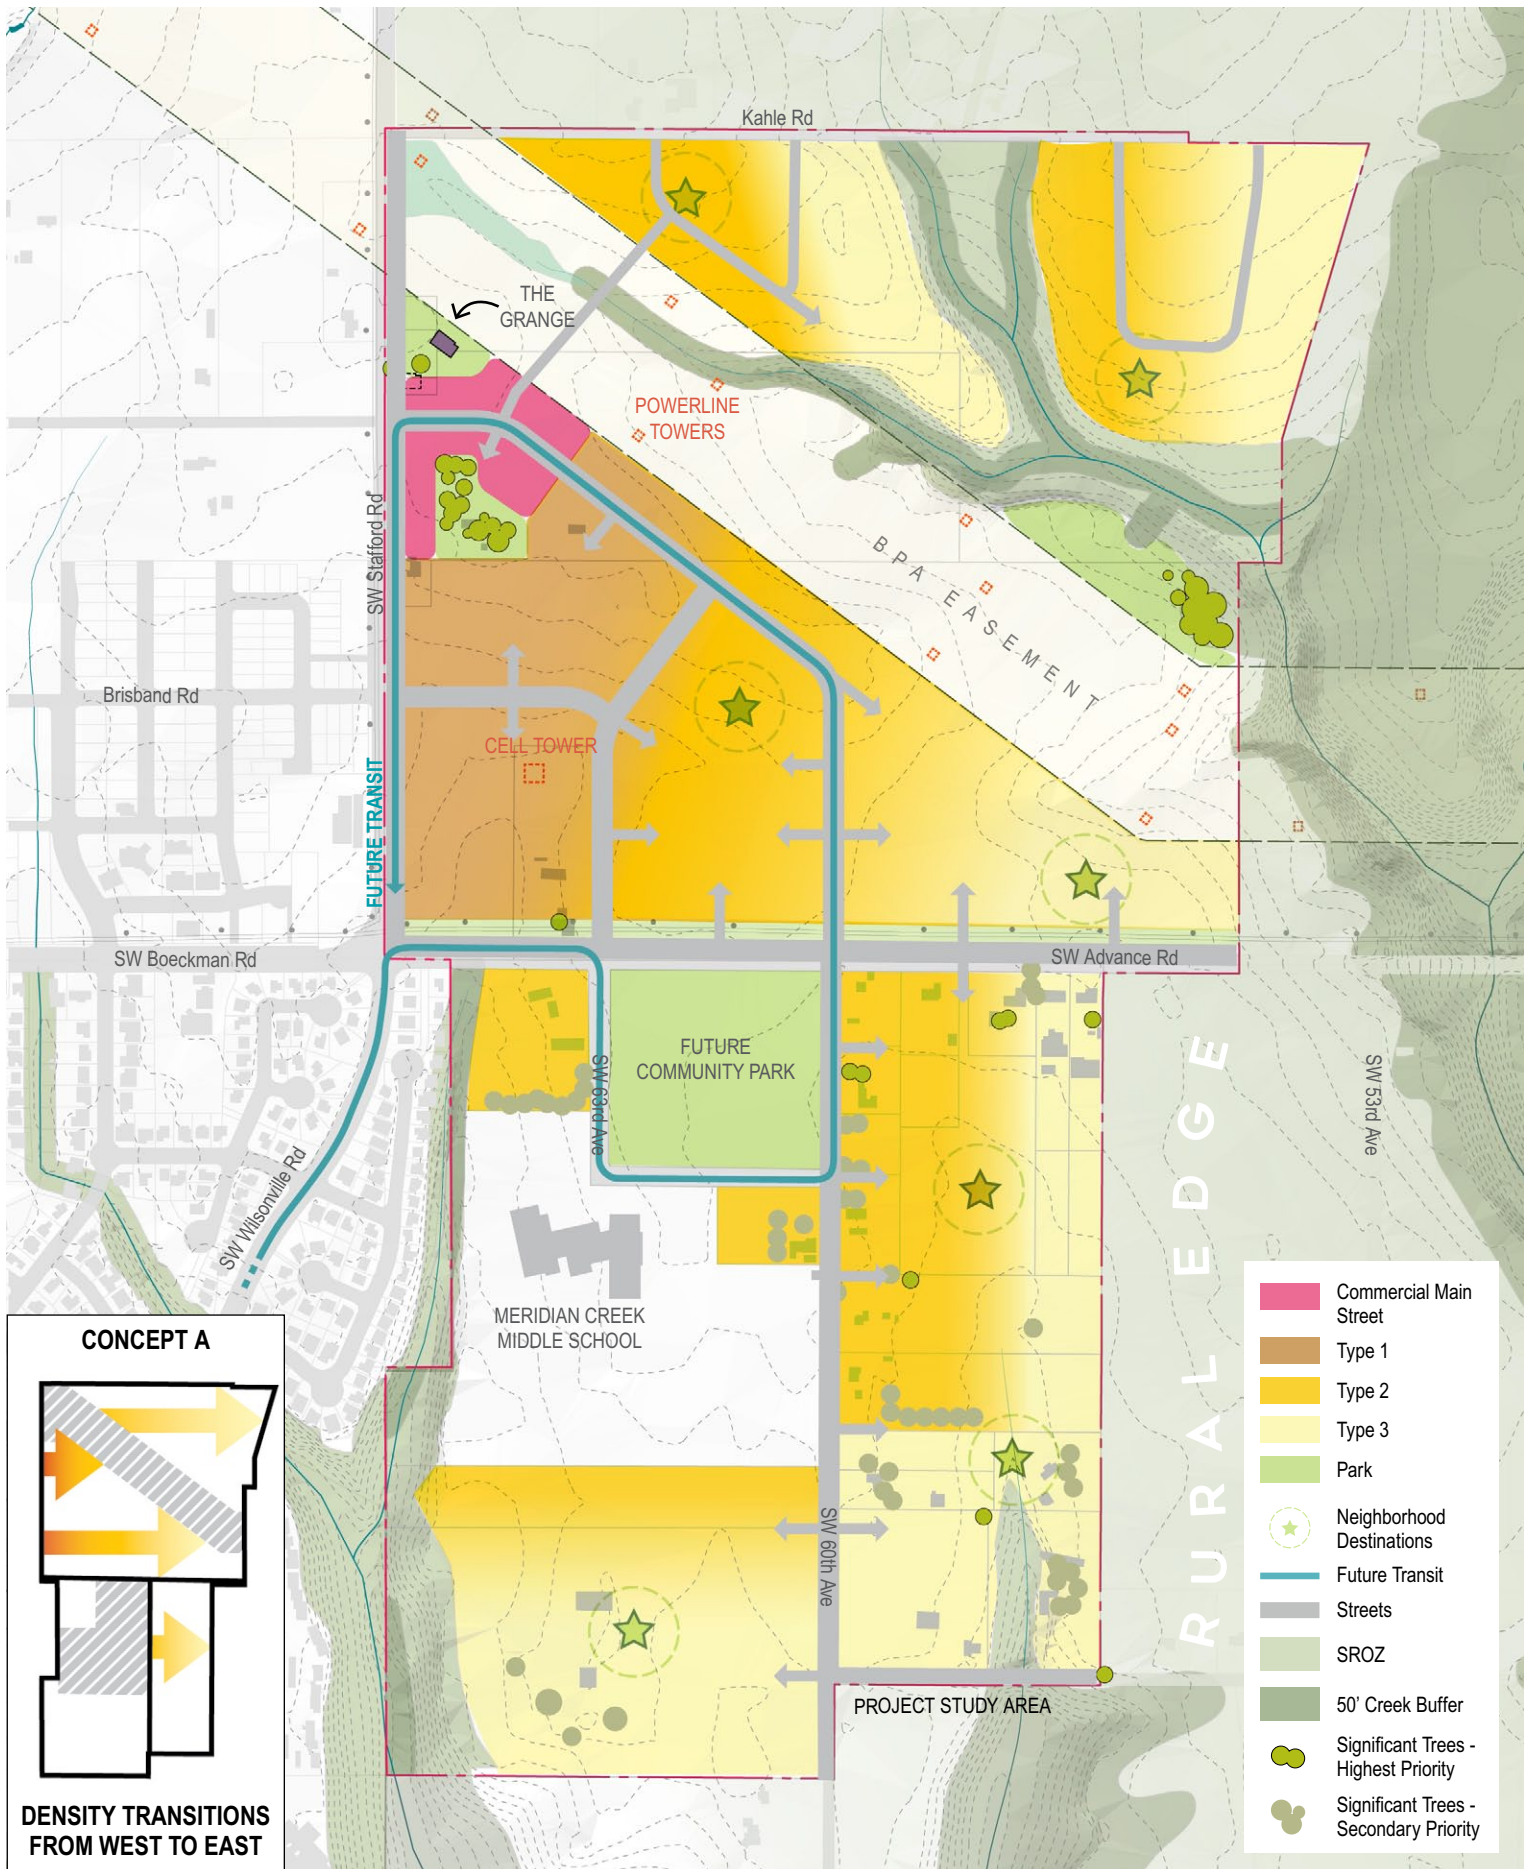 Kahle Rd
THE
GRANGE
POWERLINE
TOWERS
BPA EASEMENT
SW Stafford Rd
Brisband Rd
CELL TOWER
FUTURE TRANSIT
SW Boeckman Rd
SW Advance Rd
FUTURE
COMMUNITY PARK
SW 63rd Ave
SW 53rd Ave
RURAL EDGE
SW Wilsonville Rd
MERIDIAN CREEK
MIDDLE SCHOOL
SW 60th Ave
PROJECT STUDY AREA
CONCEPT A
DENSITY TRANSITIONS
FROM WEST TO EAST
Commercial Main
Street
Type 1
Type 2
Type 3
Park
Neighborhood
Destinations
Future Transit
Streets
SROZ
50' Creek Buffer
Significant Trees -
Highest Priority
Significant Trees -
Secondary Priority